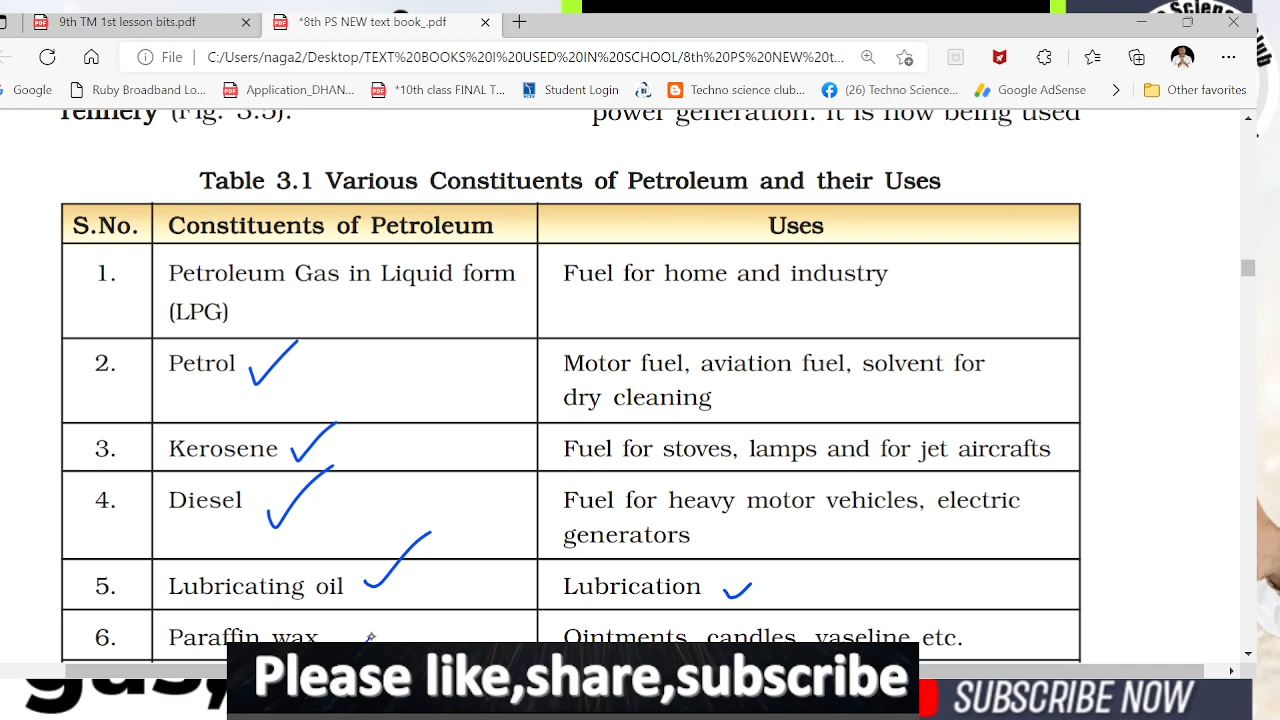 9th TM 1st lesson bits.pdf
*8th PS NEW text book_.pdf
File
C:/Users/naga2/Desktop/TEXT%20BOOKS%20I%20USED%20IN%20SCHOOL/8th%20PS%20NEW%20t...
Google
Ruby Broadband Lo...
Application_DHAN...
*10th class FINAL T...
Student Login
Techno science club...
(26) Techno Science...
Google AdSense
Other favorites
refinery (Fig. 3.5).
power generation. It is now being used
Table 3.1 Various Constituents of Petroleum and their Uses
S.No. Constituents of Petroleum Uses
1. Petroleum Gas in Liquid form Fuel for home and industry
(LPG)
2. Petrol Motor fuel, aviation fuel, solvent for
dry cleaning
3. Kerosene Fuel for stoves, lamps and for jet aircrafts
4. Diesel Fuel for heavy motor vehicles, electric
generators
5. Lubricating oil Lubrication
6. Paraffin wax Ointments, candles, vaseline etc.
Please like,share,subscribe
SUBSCRIBE NOW